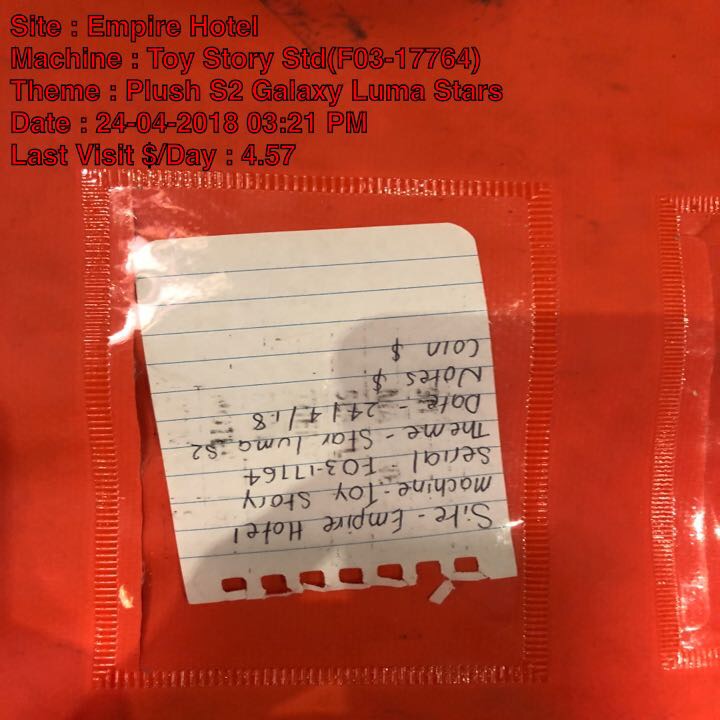 Site : Empire Hotel
Machine : Toy Story Std(F03-17764)
Theme : Plush S2 Galaxy Luma Stars
Date : 24-04-2018 03:21 PM
Last Visit $/Day : 4.57
Site - Empire Hotel
machine - Toy Story
Serial - F03-17764
Theme - Star Luma S2
Date - 24/4/18
Notes $
Coin $